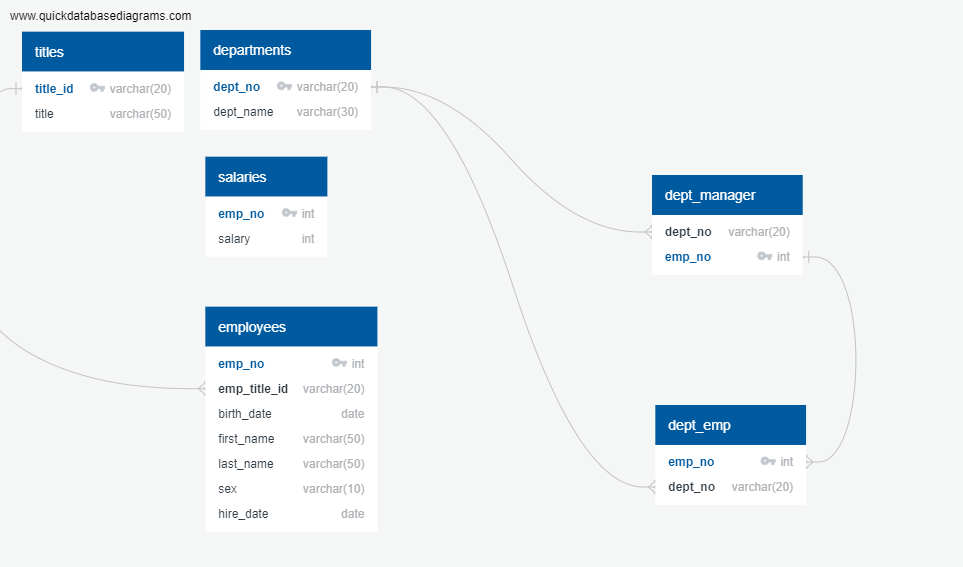 www.quickdatabasediagrams.com
titles
title_id varchar(20)
title varchar(50)
departments
dept_no varchar(20)
dept_name varchar(30)
salaries
emp_no int
salary int
employees
emp_no int
emp_title_id varchar(20)
birth_date date
first_name varchar(50)
last_name varchar(50)
sex varchar(10)
hire_date date
dept_manager
dept_no varchar(20)
emp_no int
dept_emp
emp_no int
dept_no varchar(20)